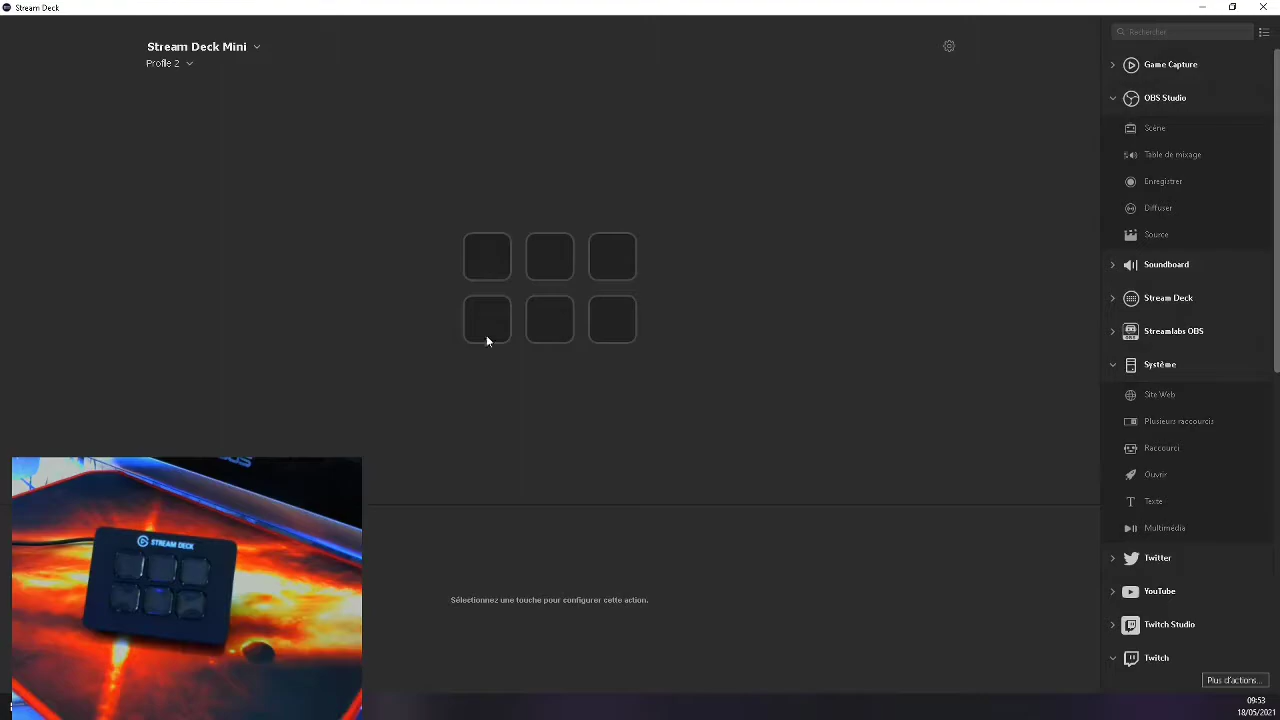 Stream Deck
Stream Deck Mini
Profile 2
Rechercher
Game Capture
OBS Studio
Scène
Table de mixage
Enregistrer
Diffuser
Source
Soundboard
Stream Deck
Streamlabs OBS
Système
Site Web
Plusieurs raccourcis
Raccourci
Ouvrir
Texte
Multimédia
Twitter
YouTube
Twitch Studio
Twitch
Plus d'actions...
Sélectionnez une touche pour configurer cette action.
STREAM DECK
09:53
18/05/2021